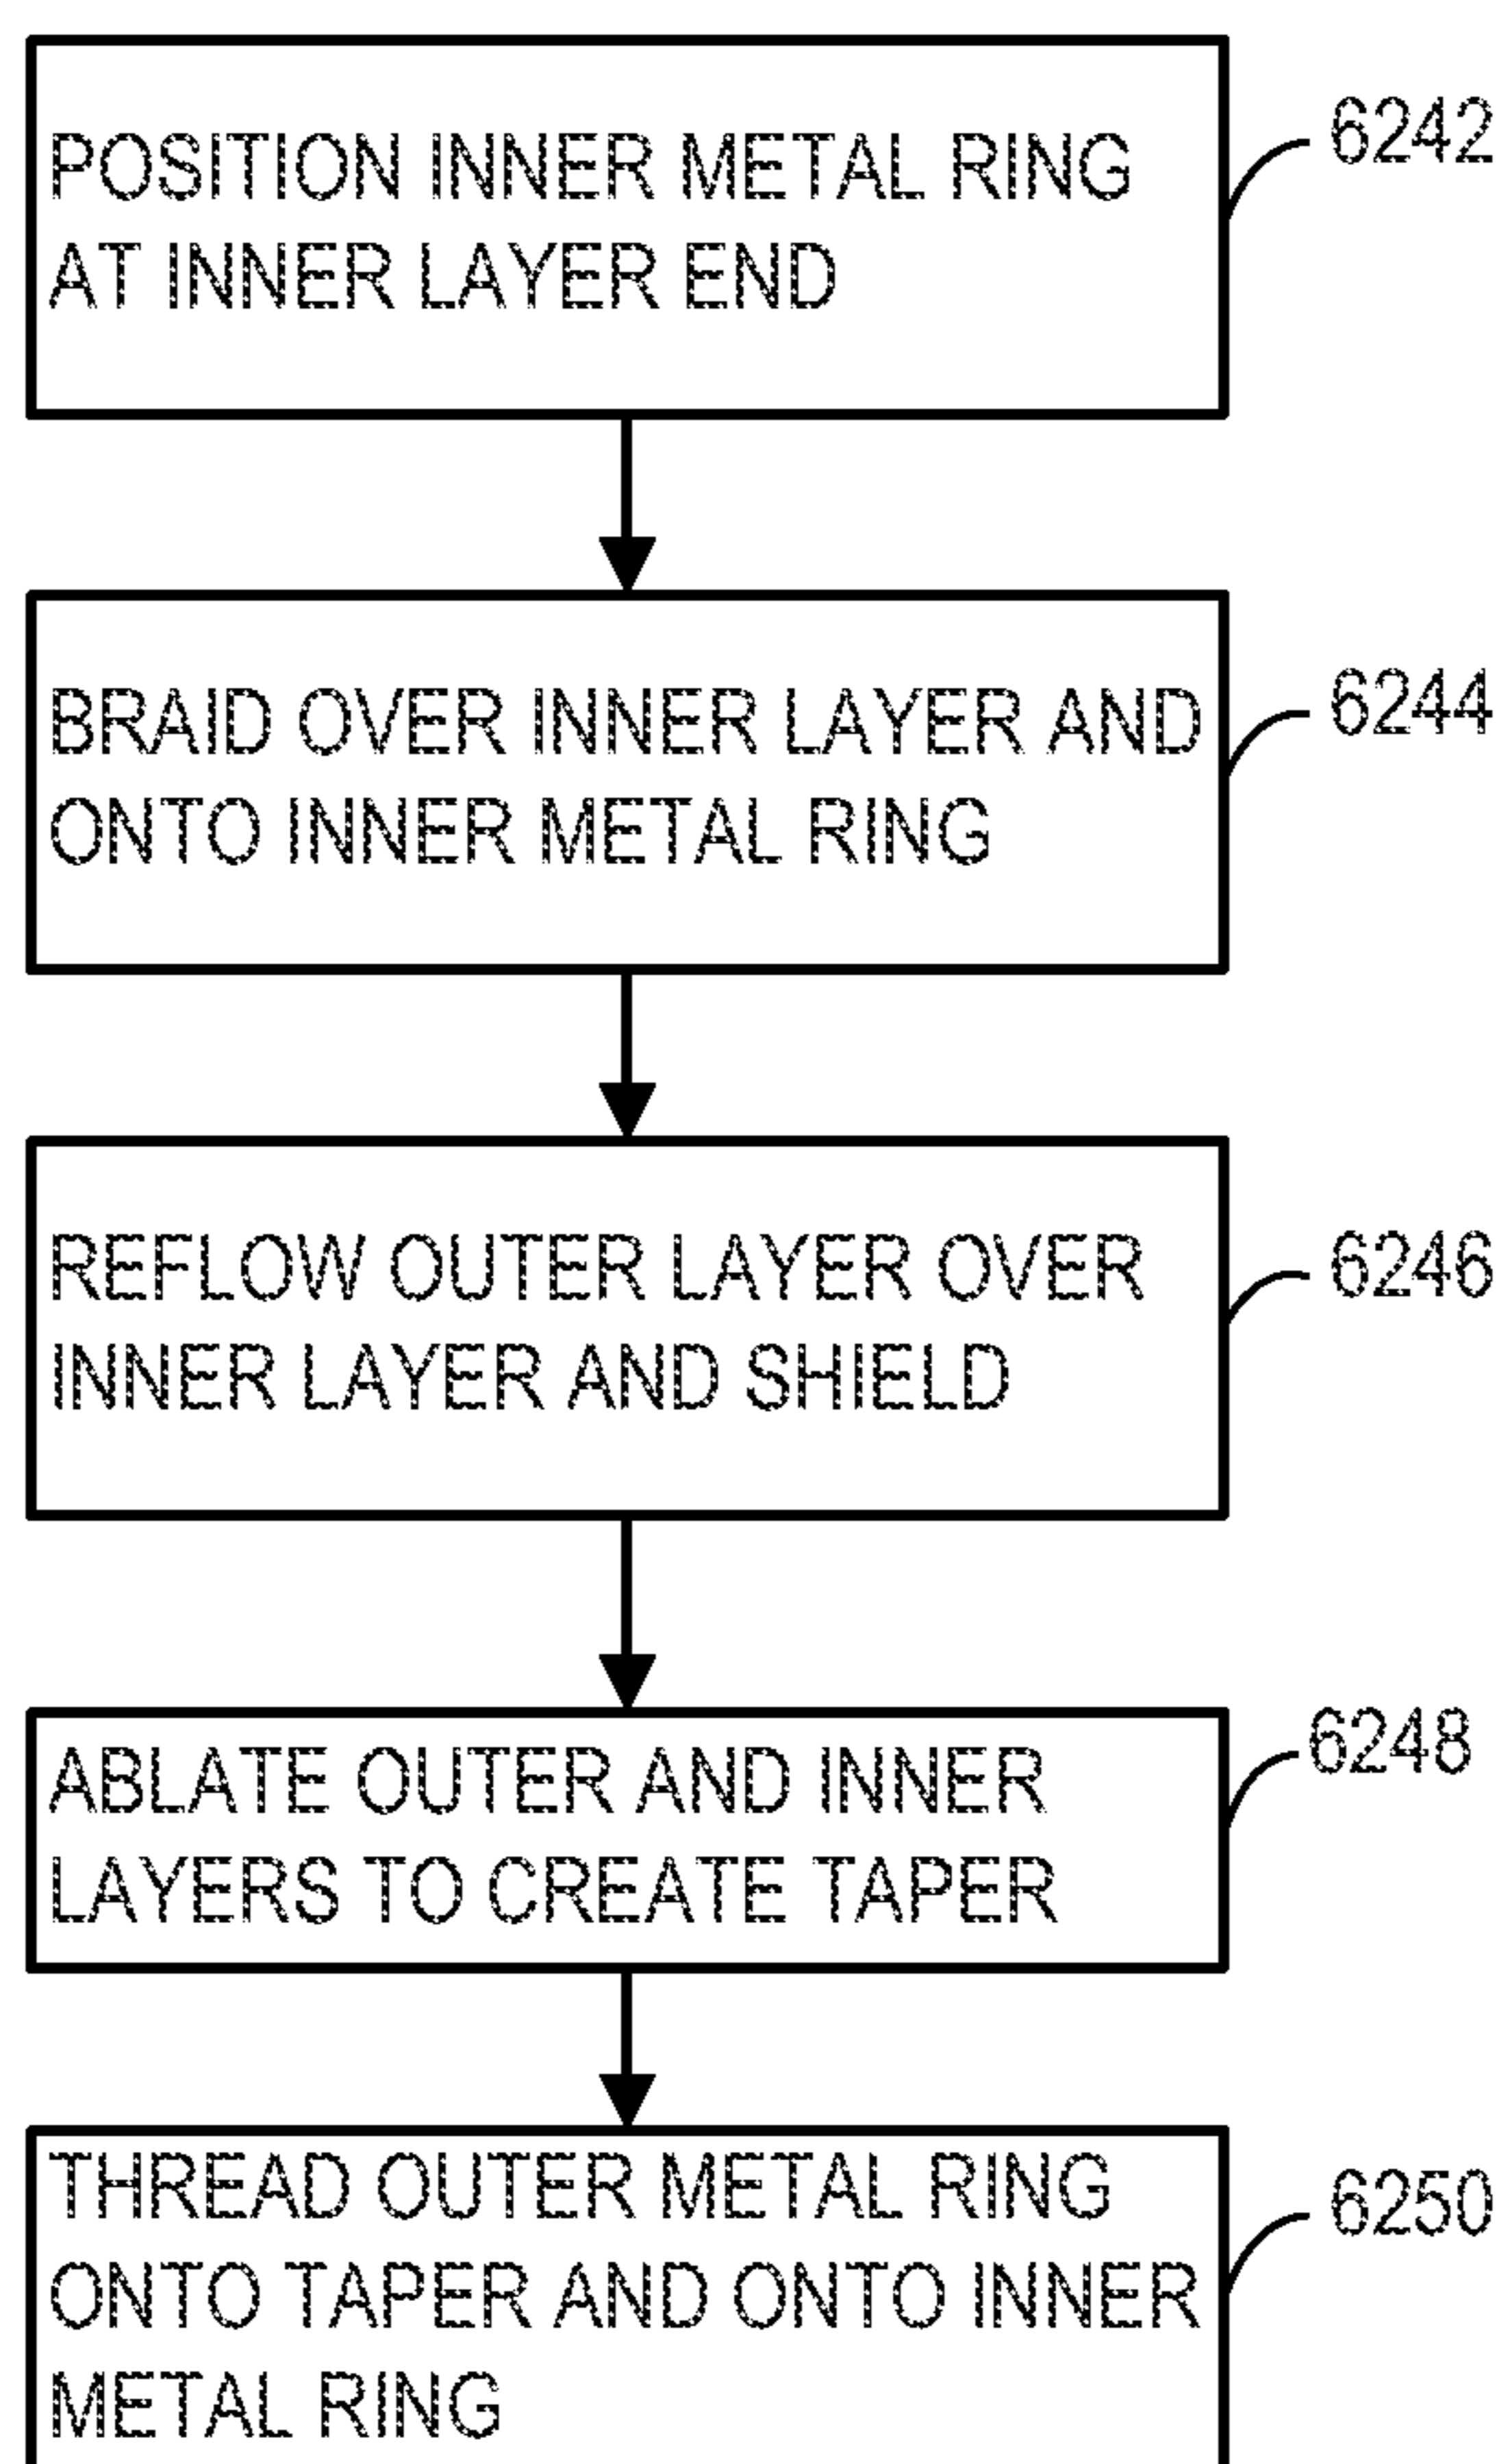 POSITION INNER METAL RING
AT INNER LAYER END
6242
BRAID OVER INNER LAYER AND
ONTO INNER METAL RING
6244
REFLOW OUTER LAYER OVER
INNER LAYER AND SHIELD
6246
ABLATE OUTER AND INNER
LAYERS TO CREATE TAPER
6248
THREAD OUTER METAL RING
ONTO TAPER AND ONTO INNER
METAL RING
6250